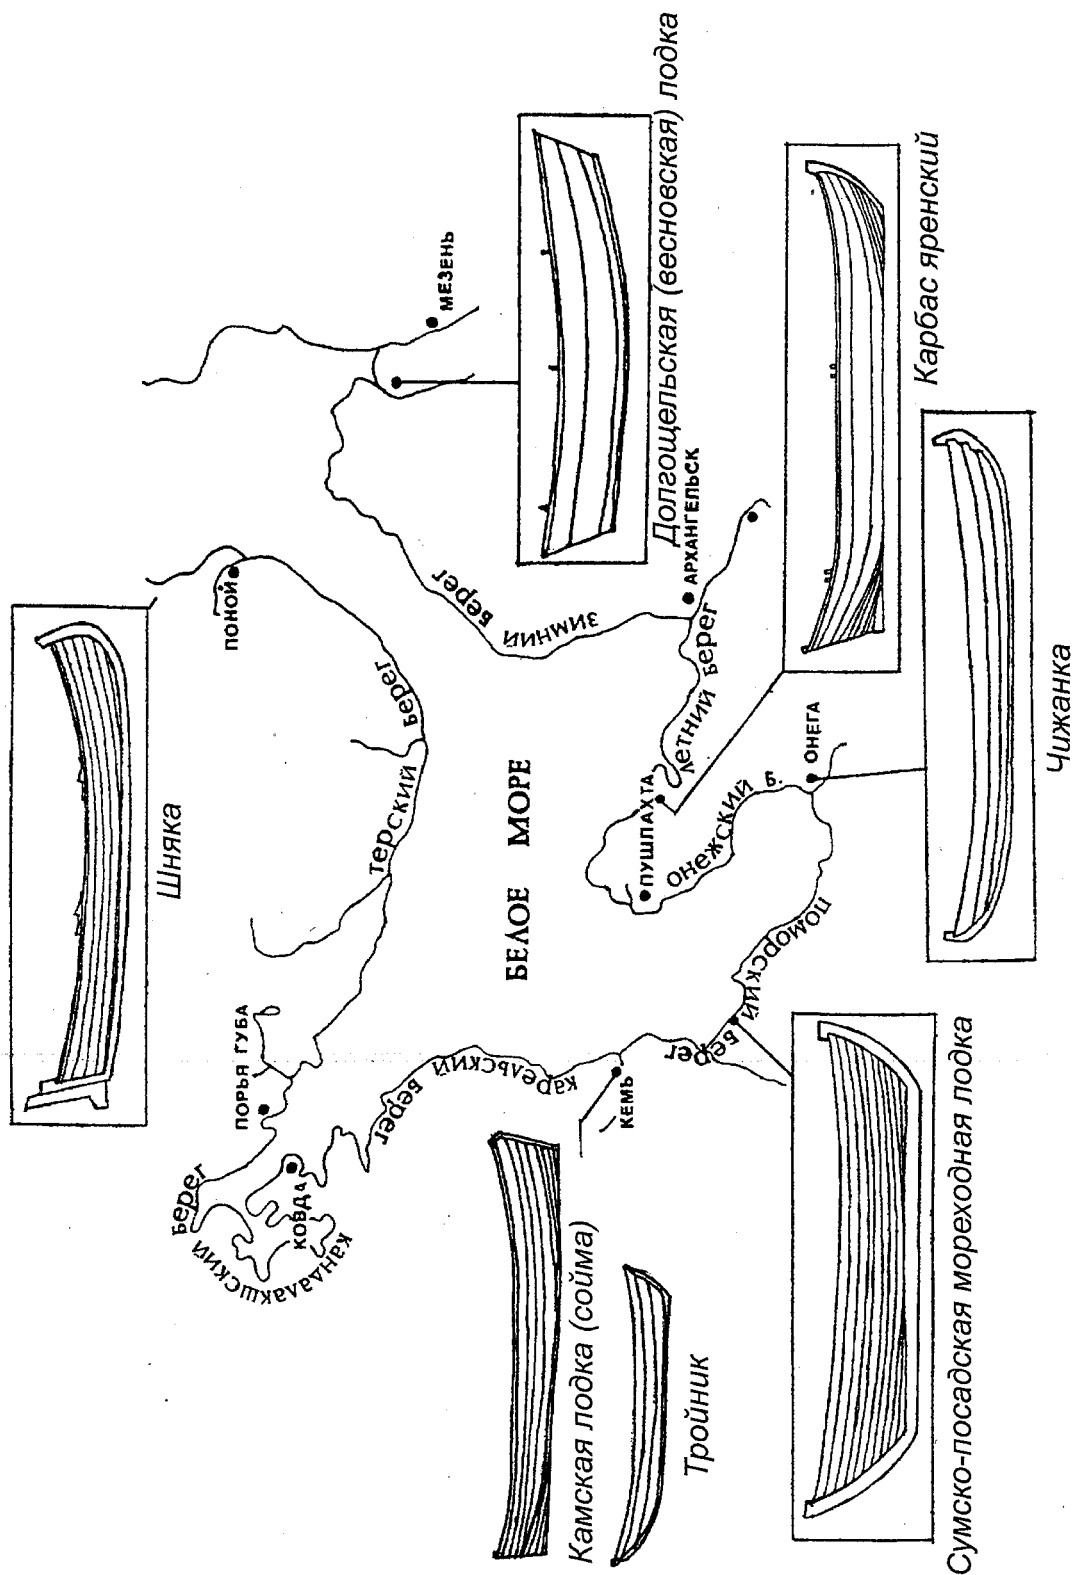 Шняка
ПОНОЙ
ПОРЬЯ ГУБА
Терский берег
Кандалакшский берег
КОВДА
Карельский берег
КЕМЬ
БЕЛОЕ МОРЕ
МЕЗЕНЬ
Зимний берег
АРХАНГЕЛЬСК
Летний берег
ПУШЛАХТА
Онежский б.
ОНЕГА
Поморский берег
Долгощельская (весновская) лодка
Карбас яренский
Чижанка
Камская лодка (сойма)
Тройник
Сумско-посадская мореходная лодка